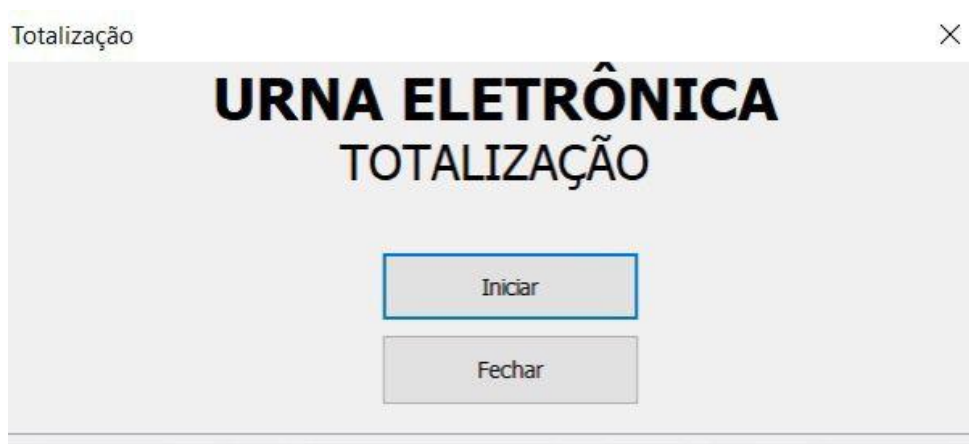 Totalização
URNA ELETRÔNICA
TOTALIZAÇÃO
Iniciar
Fechar